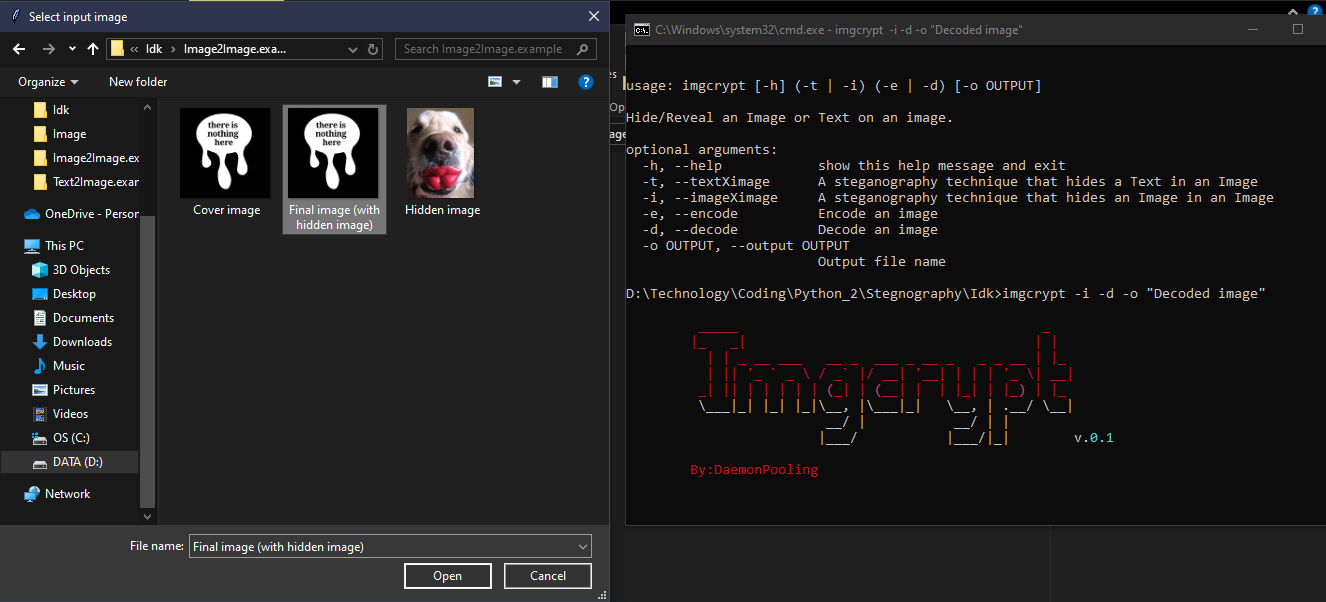 Select input image
« Idk › Image2Image.exa...
Search Image2Image.example
Organize
New folder
Idk
Image
Image2Image.ex
Text2Image.exar
OneDrive - Person
This PC
3D Objects
Desktop
Documents
Downloads
Music
Pictures
Videos
OS (C:)
DATA (D:)
Network
there is
nothing
here
Cover image
there is
nothing
here
Final image (with
hidden image)
Hidden image
File name:
Final image (with hidden image)
Open
Cancel
es
Op
age
C:\Windows\system32\cmd.exe - imgcrypt -i -d -o "Decoded image"
usage: imgcrypt [-h] (-t | -i) (-e | -d) [-o OUTPUT]
Hide/Reveal an Image or Text on an image.
optional arguments:
-h, --help show this help message and exit
-t, --textXimage A steganography technique that hides a Text in an Image
-i, --imageXimage A steganography technique that hides an Image in an Image
-e, --encode Encode an image
-d, --decode Decode an image
-o OUTPUT, --output OUTPUT
Output file name
D:\Technology\Coding\Python_2\Stegnography\Idk>imgcrypt -i -d -o "Decoded image"
Imgcrypt
v.0.1
By:DaemonPooling